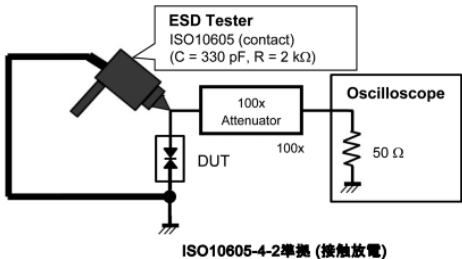 ESD Tester
ISO10605 (contact)
(C = 330 pF, R = 2 kΩ)
100x
Attenuator
100x
Oscilloscope
50 Ω
DUT
ISO10605-4-2準拠 (接触放電)